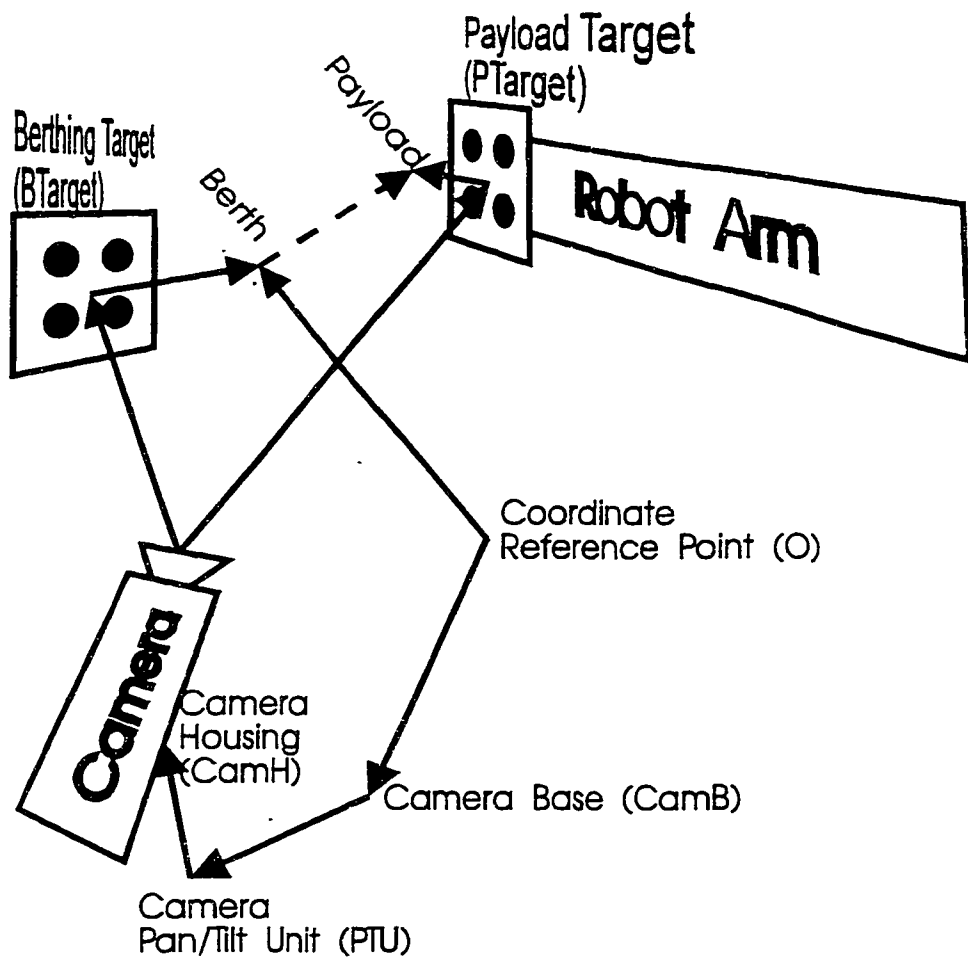 Payload Target
(PTarget)
Payload
Berthing Target
(BTarget)
Berth
Robot Arm
Coordinate
Reference Point (O)
Camera
Camera
Housing
(CamH)
Camera Base (CamB)
Camera
Pan/Tilt Unit (PTU)